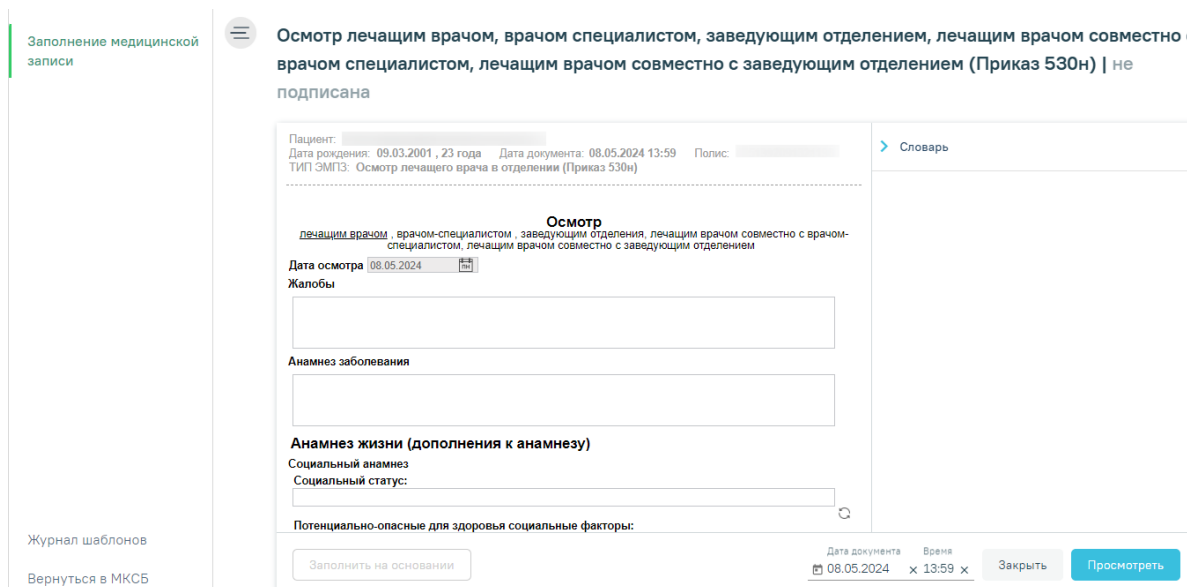 Заполнение медицинской
записи
Осмотр лечащим врачом, врачом специалистом, заведующим отделением, лечащим врачом совместно
врачом специалистом, лечащим врачом совместно с заведующим отделением (Приказ 530н) | не
подписана
Пациент:
Дата рождения: 09.03.2001 , 23 года Дата документа: 08.05.2024 13:59 Полис:
ТИП ЭМПЗ: Осмотр лечащего врача в отделении (Приказ 530н)
Словарь
Осмотр
лечащим врачом , врачом-специалистом , заведующим отделения, лечащим врачом совместно с врачом-
специалистом, лечащим врачом совместно с заведующим отделением
Дата осмотра 08.05.2024 пн
Жалобы
Анамнез заболевания
Анамнез жизни (дополнения к анамнезу)
Социальный анамнез
Социальный статус:
Потенциально-опасные для здоровья социальные факторы:
Журнал шаблонов
Вернуться в МКСБ
Заполнить на основании
Дата документа Время
08.05.2024 × 13:59 ×
Закрыть
Просмотреть